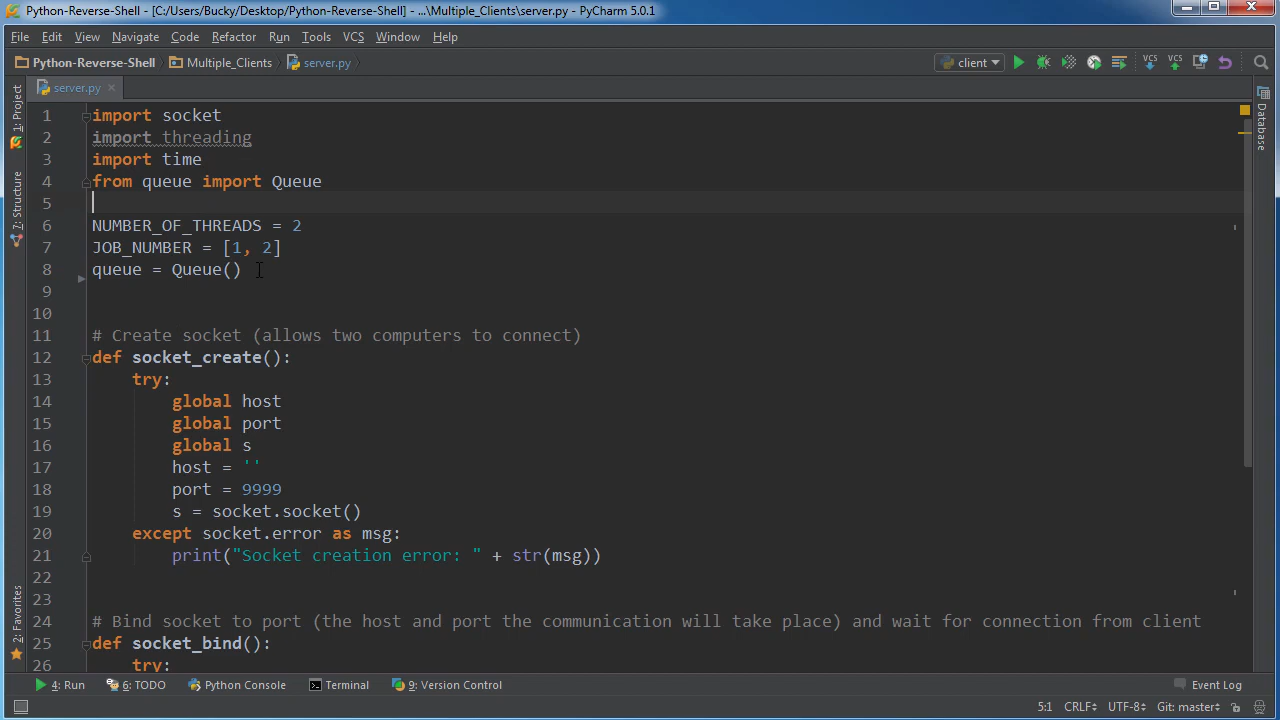 Python-Reverse-Shell - [C:/Users/Bucky/Desktop/Python-Reverse-Shell] - ...\Multiple_Clients\server.py - PyCharm 5.0.1
File Edit View Navigate Code Refactor Run Tools VCS Window Help
Python-Reverse-Shell Multiple_Clients server.py client VCS VCS
server.py
1: Project
7: Structure
2: Favorites
Database
1 import socket
2 import threading
3 import time
4 from queue import Queue
5
6 NUMBER_OF_THREADS = 2
7 JOB_NUMBER = [1, 2]
8 queue = Queue()
9
10
11 # Create socket (allows two computers to connect)
12 def socket_create():
13     try:
14         global host
15         global port
16         global s
17         host = ''
18         port = 9999
19         s = socket.socket()
20     except socket.error as msg:
21         print("Socket creation error: " + str(msg))
22
23
24 # Bind socket to port (the host and port the communication will take place) and wait for connection from client
25 def socket_bind():
26     try:
4: Run 6: TODO Python Console Terminal 9: Version Control Event Log
5:1 CRLF UTF-8 Git: master